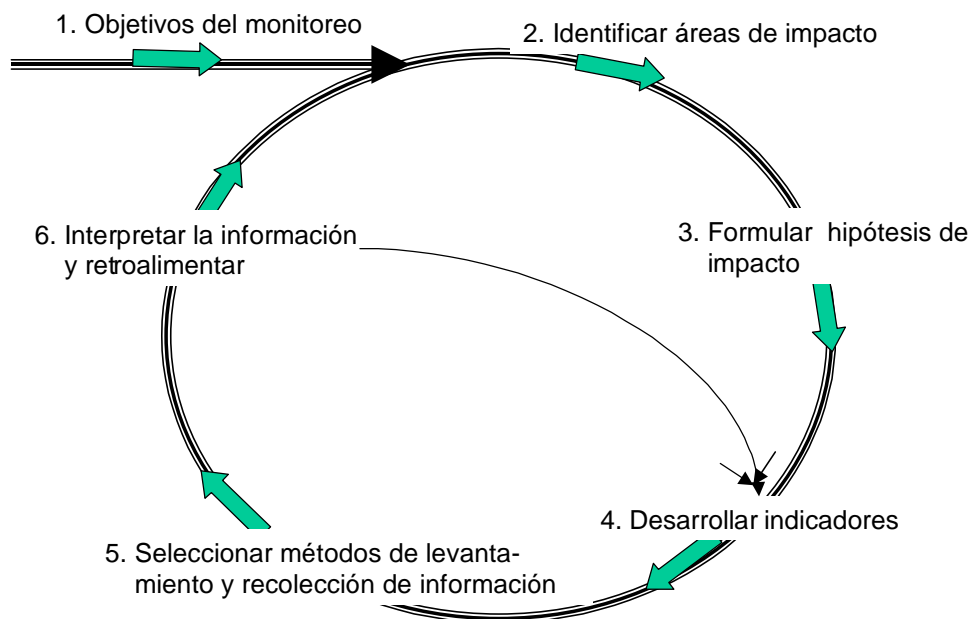 1. Objetivos del monitoreo
2. Identificar áreas de impacto
3. Formular hipótesis de
impacto
4. Desarrollar indicadores
5. Seleccionar métodos de levanta-
miento y recolección de información
6. Interpretar la información
y retroalimentar